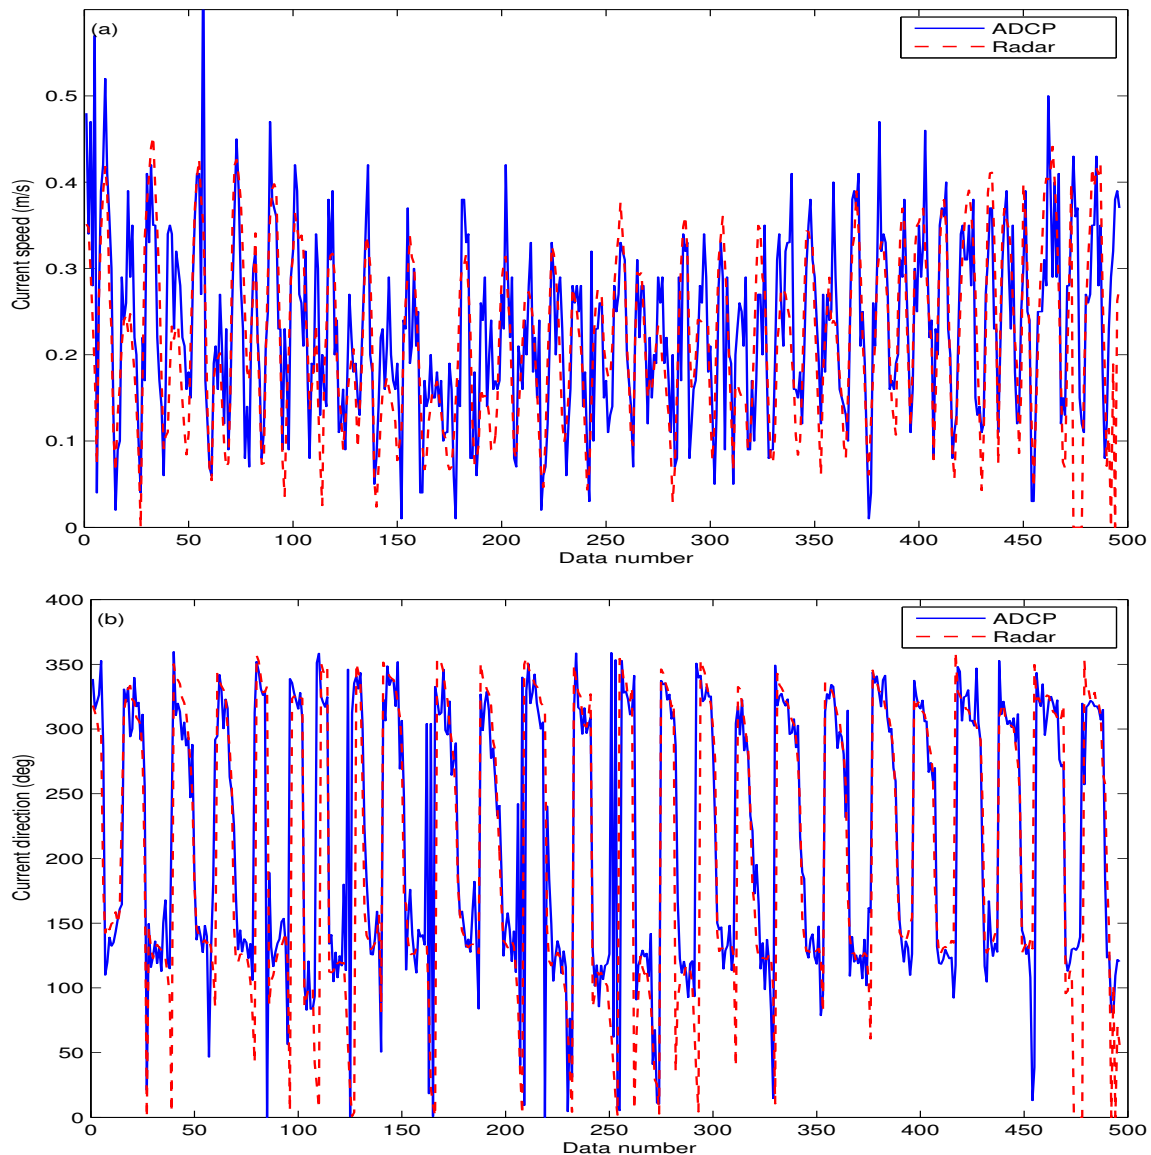 (a)
ADCP
Radar
Current speed (m/s)
0.5
0.4
0.3
0.2
0.1
0
0 50 100 150 200 250 300 350 400 450 500
Data number
(b)
ADCP
Radar
Current direction (deg)
400
350
300
250
200
150
100
50
0
0 50 100 150 200 250 300 350 400 450 500
Data number